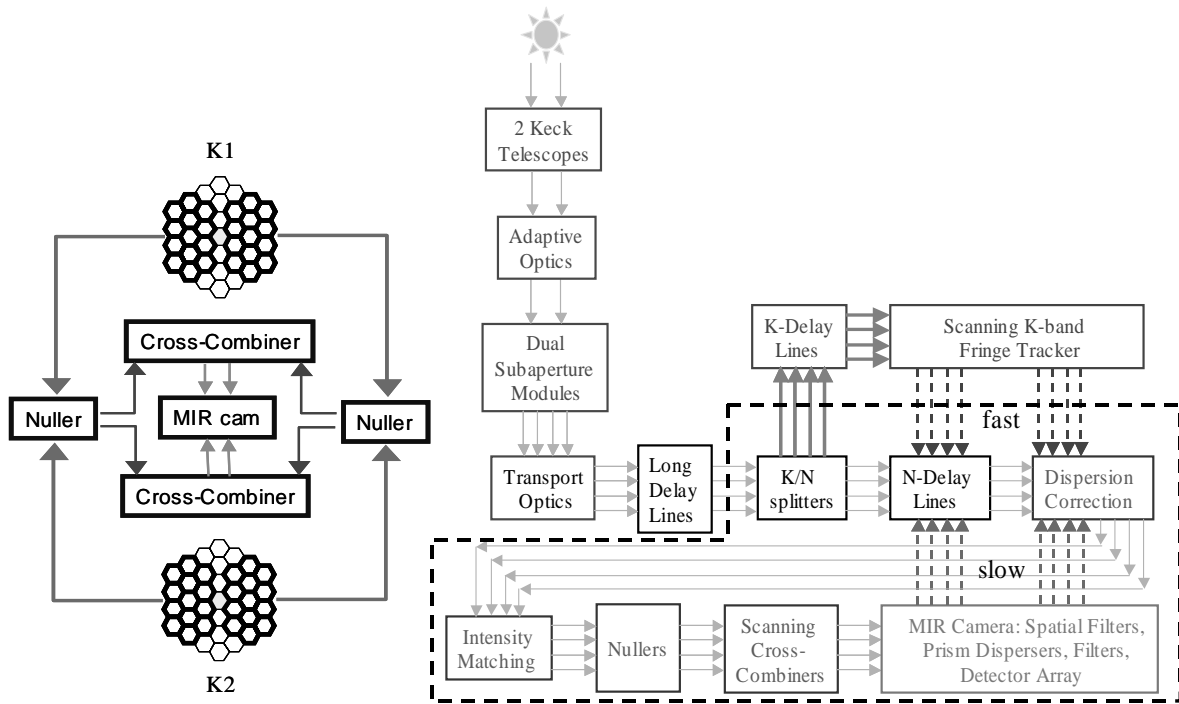 K1
Cross-Combiner
Nuller
MIR cam
Nuller
Cross-Combiner
K2
2 Keck
Telescopes
Adaptive
Optics
Dual
Subaperture
Modules
K-Delay
Lines
Scanning K-band
Fringe Tracker
fast
Transport
Optics
Long
Delay
Lines
K/N
splitters
N-Delay
Lines
Dispersion
Correction
slow
Intensity
Matching
Nullers
Scanning
Cross-
Combiners
MIR Camera: Spatial Filters,
Prism Dispersers, Filters,
Detector Array